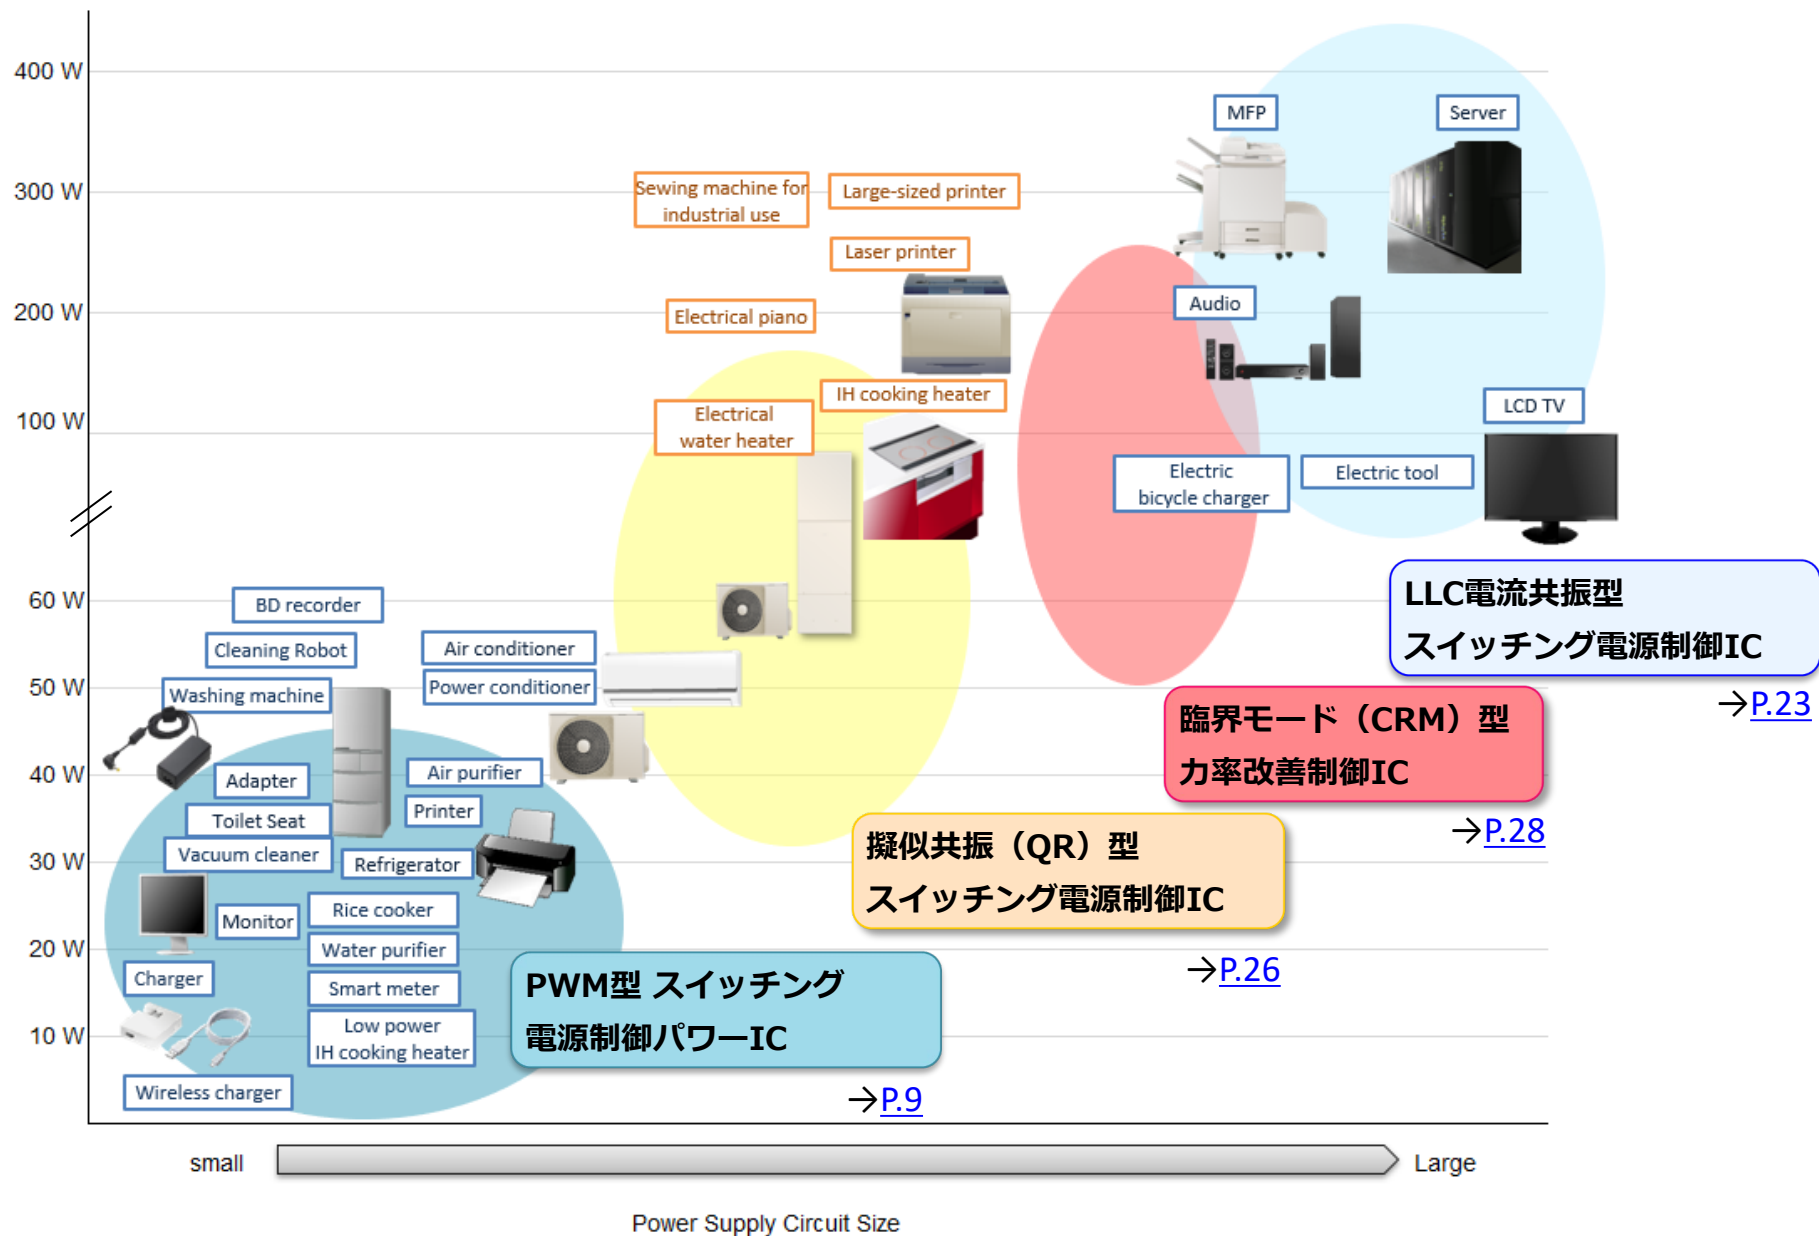 400 W
MFP
Server
300 W
Sewing machine for
industrial use
Large-sized printer
Laser printer
200 W
Electrical piano
Audio
IH cooking heater
100 W
Electrical
water heater
LCD TV
Electric
bicycle charger
Electric tool
60 W
BD recorder
Cleaning Robot
Air conditioner
50 W
Washing machine
Power conditioner
LLC電流共振型
スイッチング電源制御IC
→P.23
臨界モード（CRM）型
力率改善制御IC
→P.28
40 W
Adapter
Air purifier
Toilet Seat
Printer
30 W
Vacuum cleaner
Refrigerator
擬似共振（QR）型
スイッチング電源制御IC
→P.26
Monitor
Rice cooker
20 W
Water purifier
Charger
Smart meter
10 W
Low power
IH cooking heater
PWM型 スイッチング
電源制御パワーIC
→P.9
Wireless charger
small
Large
Power Supply Circuit Size